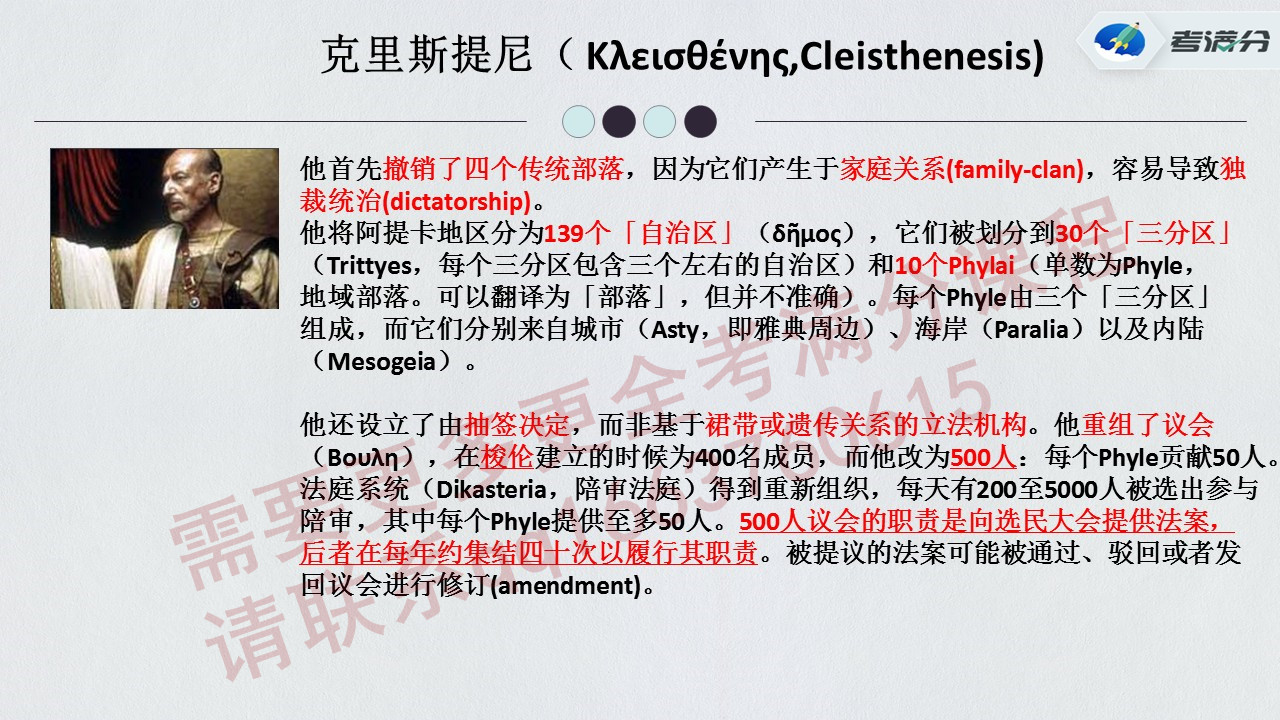 克里斯提尼（ Κλεισθένης,Cleisthenesis)
考满分
他首先撤销了四个传统部落，因为它们产生于家庭关系(family-clan)，容易导致独
裁统治(dictatorship)。
他将阿提卡地区分为139个「自治区」（δῆμος），它们被划分到30个「三分区」
（Trittyes，每个三分区包含三个左右的自治区）和10个Phylai（单数为Phyle，
地域部落。可以翻译为「部落」，但并不准确）。每个Phyle由三个「三分区」
组成，而它们分别来自城市（Asty，即雅典周边）、海岸（Paralia）以及内陆
（Mesogeia）。
他还设立了由抽签决定，而非基于裙带或遗传关系的立法机构。他重组了议会
（Βουλη），在梭伦建立的时候为400名成员，而他改为500人：每个Phyle贡献50人。
法庭系统（Dikasteria，陪审法庭）得到重新组织，每天有200至5000人被选出参与
陪审，其中每个Phyle提供至多50人。500人议会的职责是向选民大会提供法案，
后者在每年约集结四十次以履行其职责。被提议的法案可能被通过、驳回或者发
回议会进行修订(amendment)。
需要更多更全考满分课程